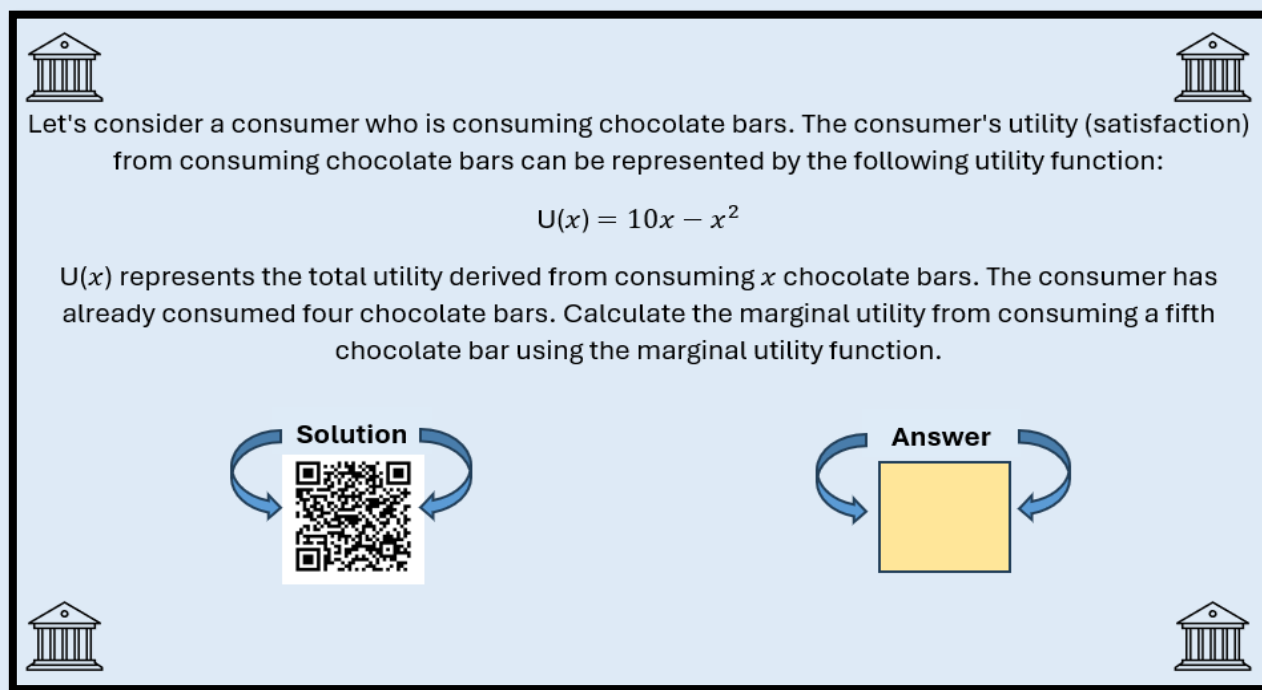 Let's consider a consumer who is consuming chocolate bars. The consumer's utility (satisfaction)
from consuming chocolate bars can be represented by the following utility function:
U(x) = 10x − x²
U(x) represents the total utility derived from consuming x chocolate bars. The consumer has
already consumed four chocolate bars. Calculate the marginal utility from consuming a fifth
chocolate bar using the marginal utility function.
Solution
Answer